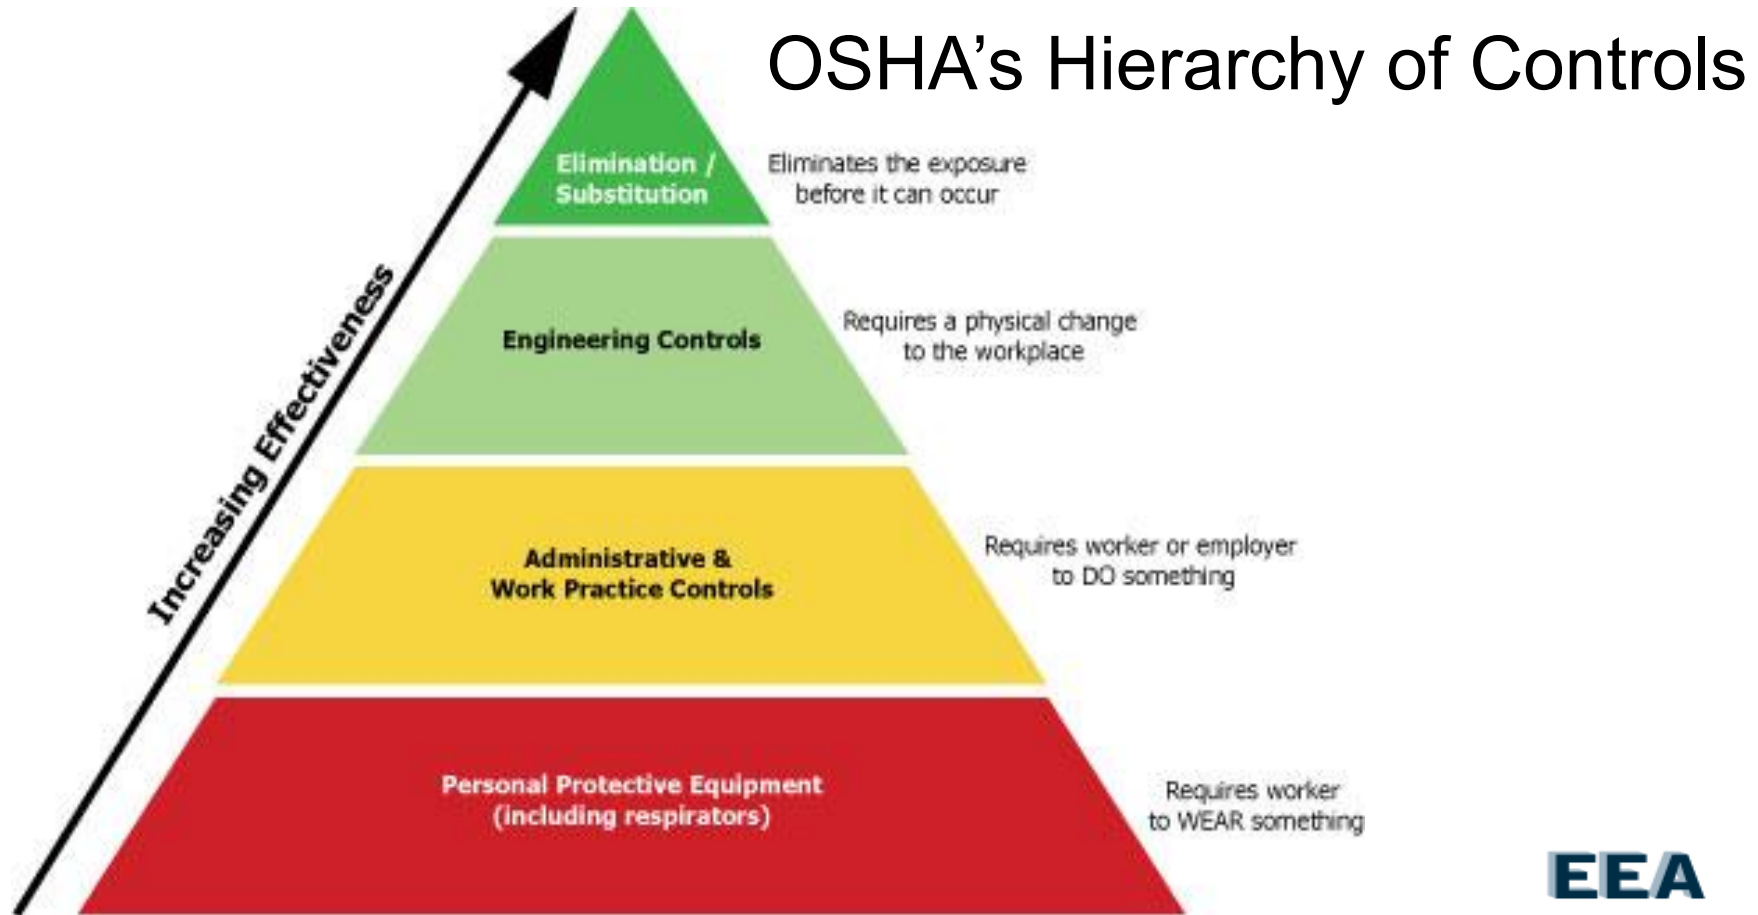 OSHA’s Hierarchy of Controls
Increasing Effectiveness
Elimination /
Substitution
Eliminates the exposure
before it can occur
Engineering Controls
Requires a physical change
to the workplace
Administrative &
Work Practice Controls
Requires worker or employer
to DO something
Personal Protective Equipment
(including respirators)
Requires worker
to WEAR something
EEA